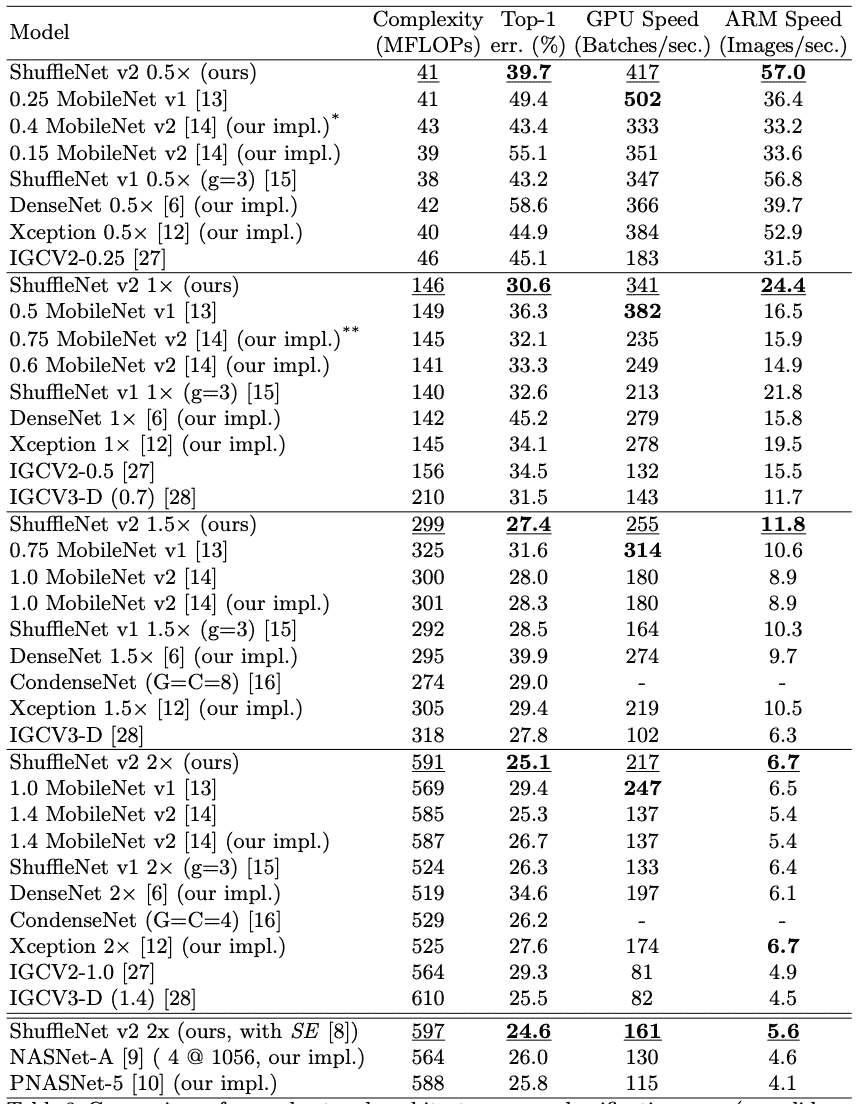 Model Complexity (MFLOPs) Top-1 err. (%) GPU Speed (Batches/sec.) ARM Speed (Images/sec.)
ShuffleNet v2 0.5× (ours) 41 39.7 417 57.0
0.25 MobileNet v1 [13] 41 49.4 502 36.4
0.4 MobileNet v2 [14] (our impl.)* 43 43.4 333 33.2
0.15 MobileNet v2 [14] (our impl.) 39 55.1 351 33.6
ShuffleNet v1 0.5× (g=3) [15] 38 43.2 347 56.8
DenseNet 0.5× [6] (our impl.) 42 58.6 366 39.7
Xception 0.5× [12] (our impl.) 40 44.9 384 52.9
IGCV2-0.25 [27] 46 45.1 183 31.5
ShuffleNet v2 1× (ours) 146 30.6 341 24.4
0.5 MobileNet v1 [13] 149 36.3 382 16.5
0.75 MobileNet v2 [14] (our impl.)** 145 32.1 235 15.9
0.6 MobileNet v2 [14] (our impl.) 141 33.3 249 14.9
ShuffleNet v1 1× (g=3) [15] 140 32.6 213 21.8
DenseNet 1× [6] (our impl.) 142 45.2 279 15.8
Xception 1× [12] (our impl.) 145 34.1 278 19.5
IGCV2-0.5 [27] 156 34.5 132 15.5
IGCV3-D (0.7) [28] 210 31.5 143 11.7
ShuffleNet v2 1.5× (ours) 299 27.4 255 11.8
0.75 MobileNet v1 [13] 325 31.6 314 10.6
1.0 MobileNet v2 [14] 300 28.0 180 8.9
1.0 MobileNet v2 [14] (our impl.) 301 28.3 180 8.9
ShuffleNet v1 1.5× (g=3) [15] 292 28.5 164 10.3
DenseNet 1.5× [6] (our impl.) 295 39.9 274 9.7
CondenseNet (G=C=8) [16] 274 29.0 - -
Xception 1.5× [12] (our impl.) 305 29.4 219 10.5
IGCV3-D [28] 318 27.8 102 6.3
ShuffleNet v2 2× (ours) 591 25.1 217 6.7
1.0 MobileNet v1 [13] 569 29.4 247 6.5
1.4 MobileNet v2 [14] 585 25.3 137 5.4
1.4 MobileNet v2 [14] (our impl.) 587 26.7 137 5.4
ShuffleNet v1 2× (g=3) [15] 524 26.3 133 6.4
DenseNet 2× [6] (our impl.) 519 34.6 197 6.1
CondenseNet (G=C=4) [16] 529 26.2 - -
Xception 2× [12] (our impl.) 525 27.6 174 6.7
IGCV2-1.0 [27] 564 29.3 81 4.9
IGCV3-D (1.4) [28] 610 25.5 82 4.5
ShuffleNet v2 2x (ours, with SE [8]) 597 24.6 161 5.6
NASNet-A [9] ( 4 @ 1056, our impl.) 564 26.0 130 4.6
PNASNet-5 [10] (our impl.) 588 25.8 115 4.1